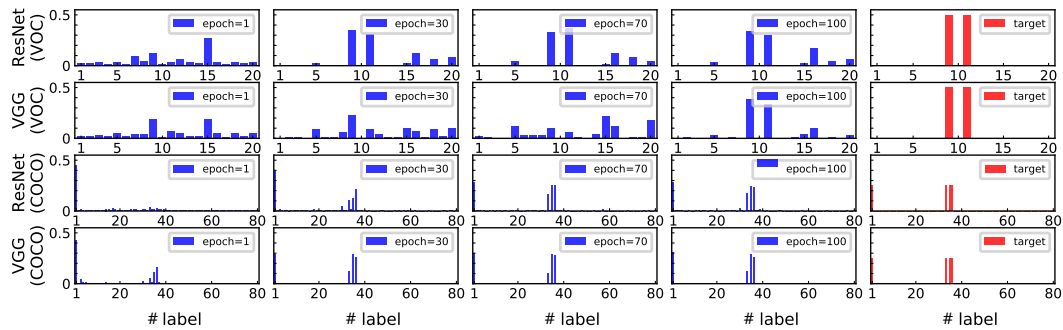 ResNet
(VOC)
0.5
0
epoch=1
epoch=30
epoch=70
epoch=100
target
1 5 10 15 20
1 5 10 15 20
1 5 10 15 20
1 5 10 15 20
1 5 10 15 20
VGG
(VOC)
0.5
0
epoch=1
epoch=30
epoch=70
epoch=100
target
1 5 10 15 20
1 5 10 15 20
1 5 10 15 20
1 5 10 15 20
1 5 10 15 20
ResNet
(COCO)
0.5
0
epoch=1
epoch=30
epoch=70
epoch=100
target
1 20 40 60 80
1 20 40 60 80
1 20 40 60 80
1 20 40 60 80
1 20 40 60 80
VGG
(COCO)
0.5
0
epoch=1
epoch=30
epoch=70
epoch=100
target
1 20 40 60 80
1 20 40 60 80
1 20 40 60 80
1 20 40 60 80
1 20 40 60 80
# label
# label
# label
# label
# label